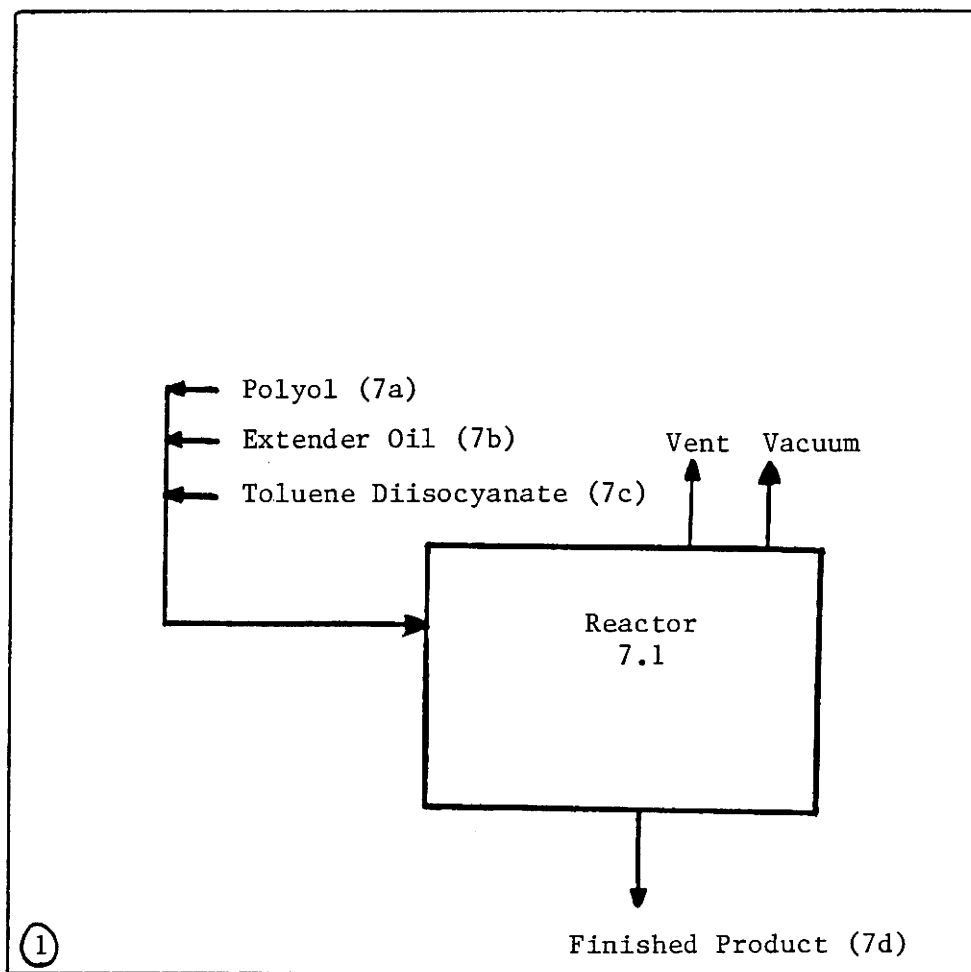 Polyol (7a)
Extender Oil (7b)
Vent Vacuum
Toluene Diisocyanate (7c)
Reactor
7.1
1
Finished Product (7d)